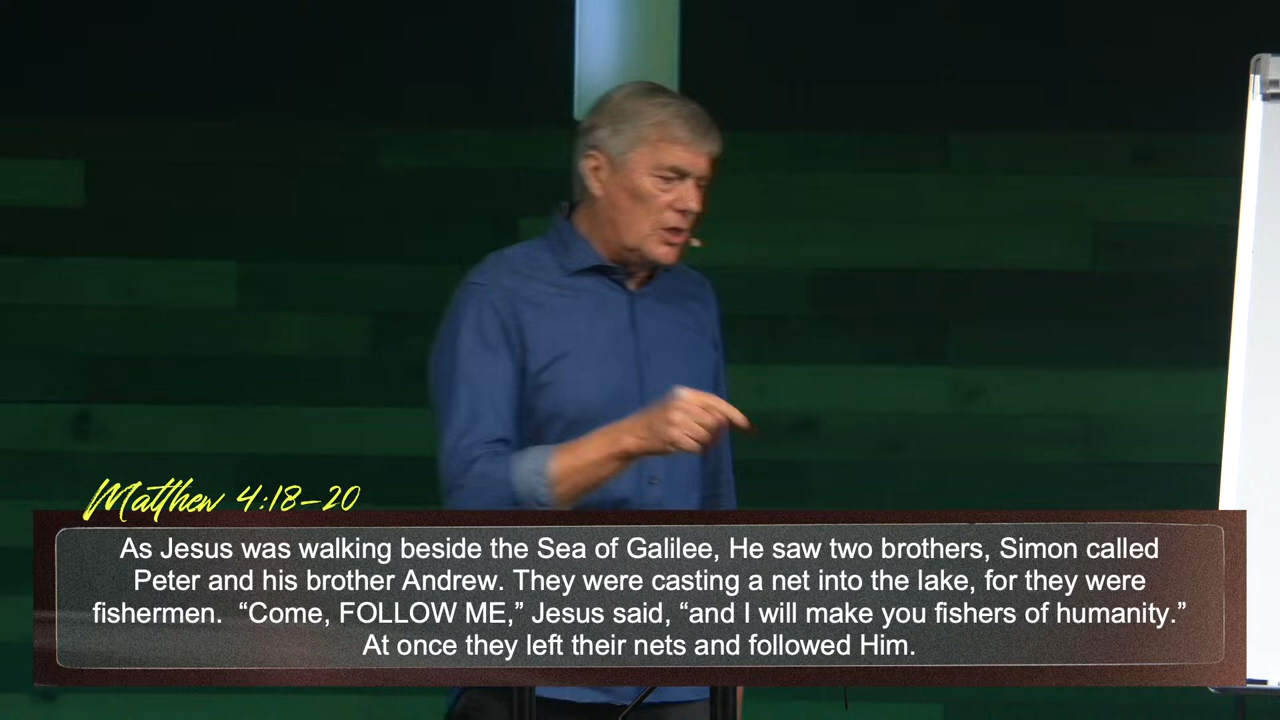 Matthew 4:18-20
As Jesus was walking beside the Sea of Galilee, He saw two brothers, Simon called
Peter and his brother Andrew. They were casting a net into the lake, for they were
fishermen.  “Come, FOLLOW ME,” Jesus said, “and I will make you fishers of humanity.”
At once they left their nets and followed Him.